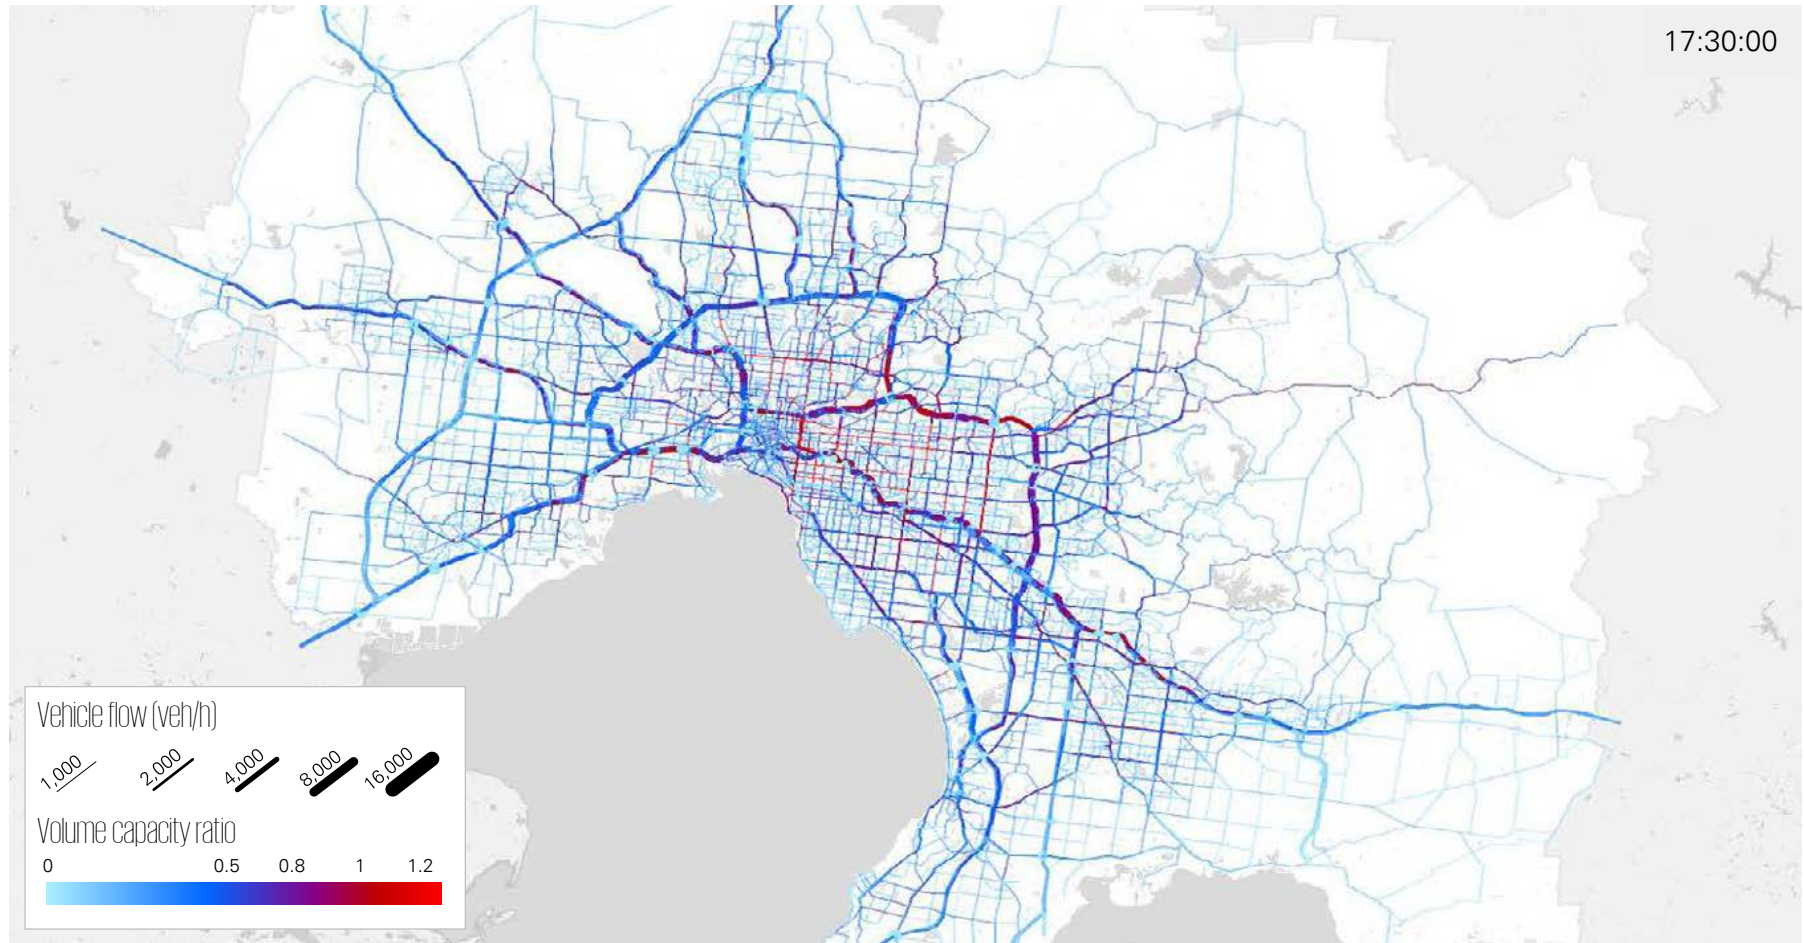 17:30:00
Vehicle flow (veh/h)
1,000 2,000 4,000 8,000 16,000
Volume capacity ratio
0 0.5 0.8 1 1.2